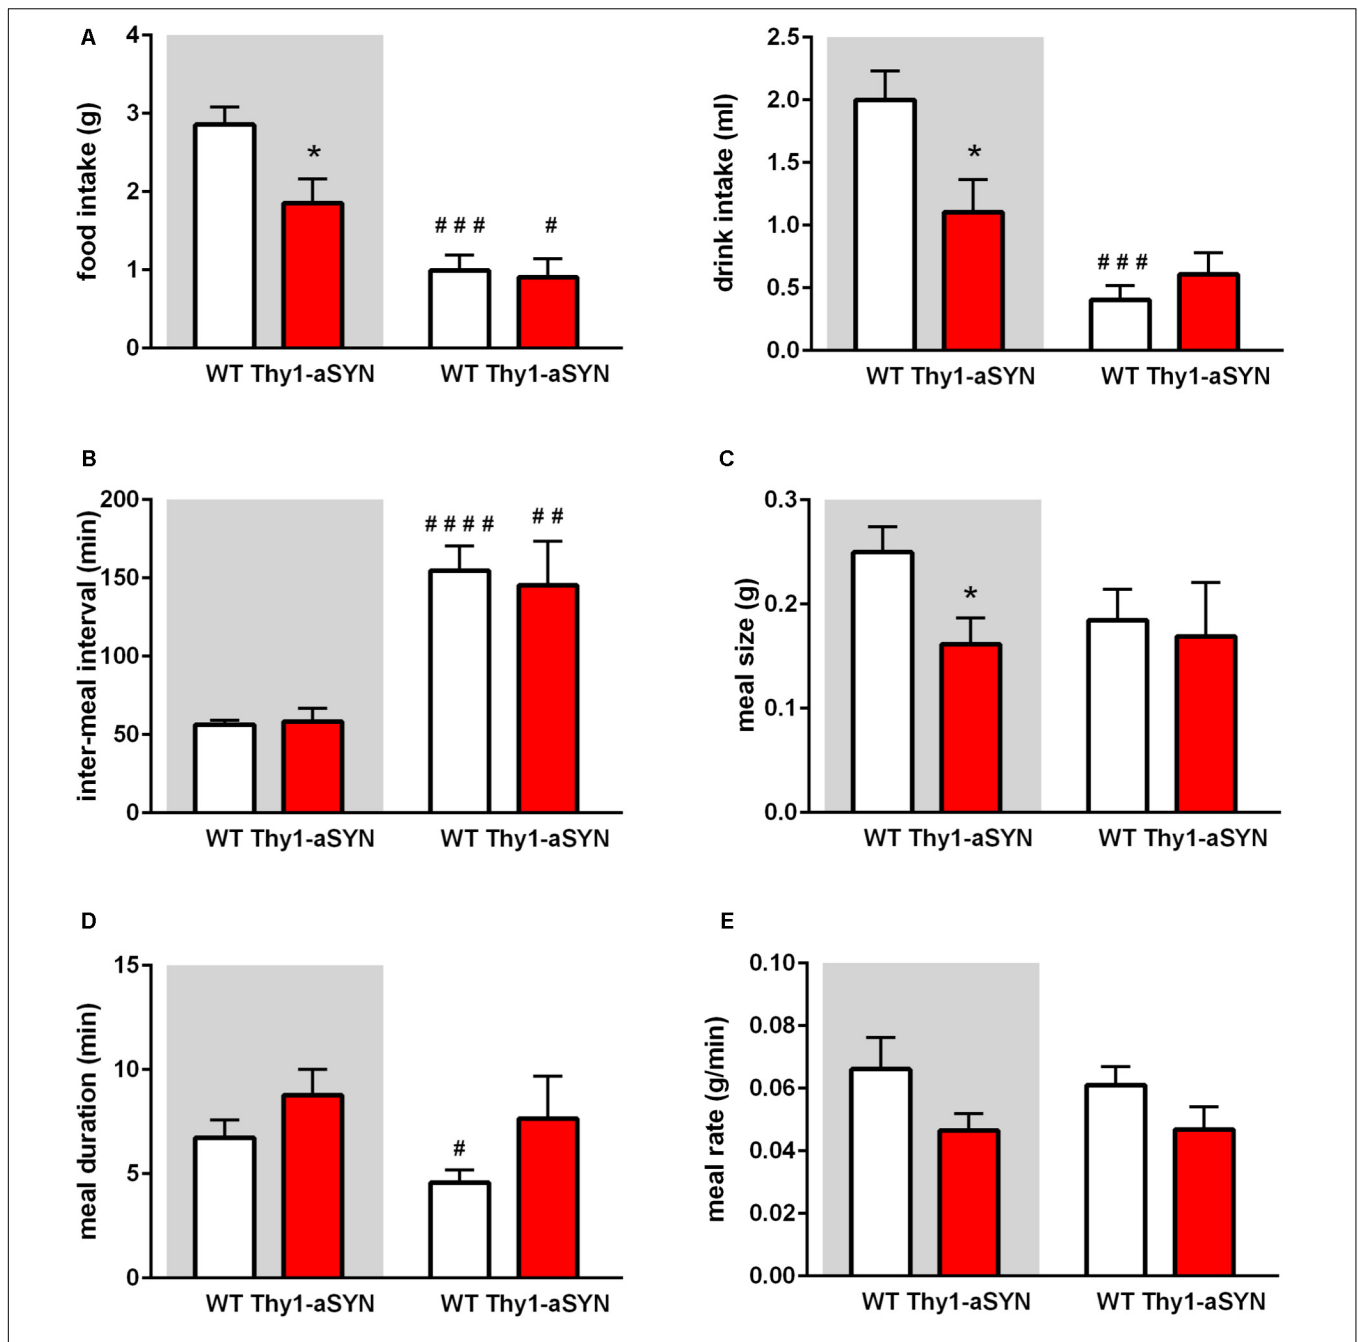 A
food intake (g)
4
3
2
1
0
*
# # #
#
WT Thy1-aSYN
WT Thy1-aSYN
drink intake (ml)
2.5
2.0
1.5
1.0
0.5
0.0
*
# # #
WT Thy1-aSYN
WT Thy1-aSYN
B
inter-meal interval (min)
200
150
100
50
0
# # # #
# #
WT Thy1-aSYN
WT Thy1-aSYN
C
meal size (g)
0.3
0.2
0.1
0.0
*
WT Thy1-aSYN
WT Thy1-aSYN
D
meal duration (min)
15
10
5
0
#
WT Thy1-aSYN
WT Thy1-aSYN
E
meal rate (g/min)
0.10
0.08
0.06
0.04
0.02
0.00
WT Thy1-aSYN
WT Thy1-aSYN